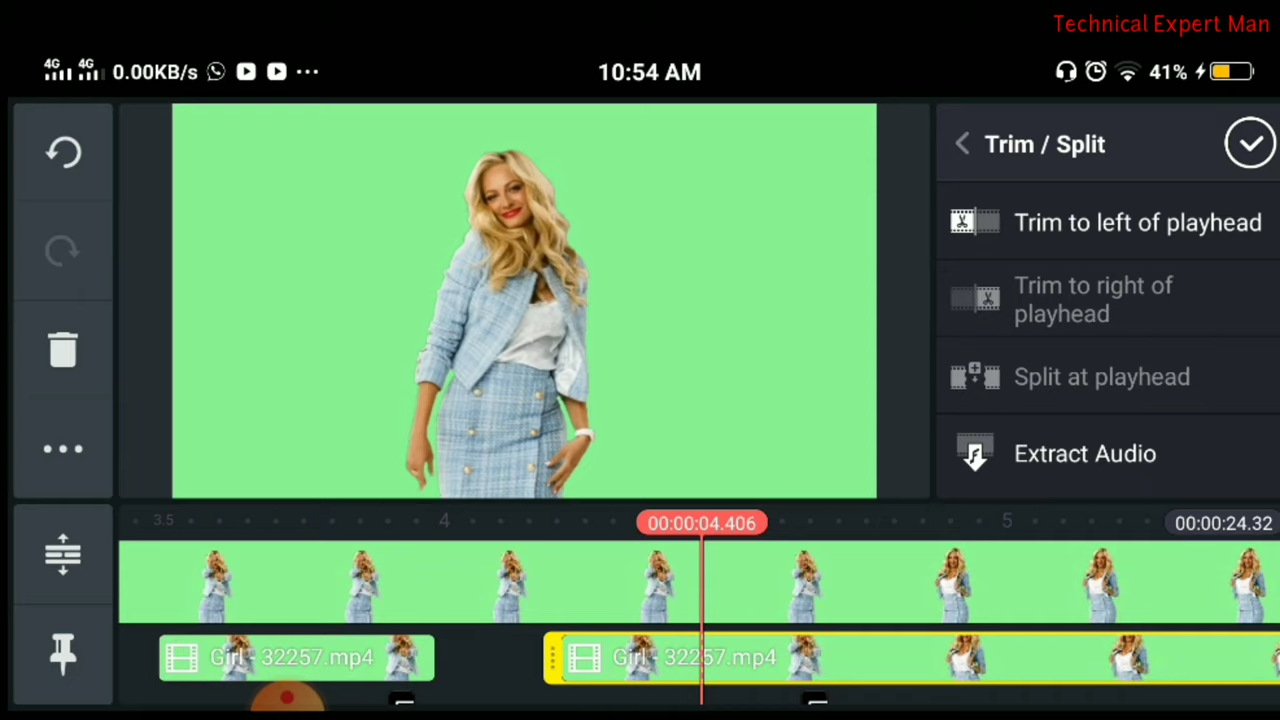 Technical Expert Man
4G 4G 0.00KB/s 10:54 AM 41%
Trim / Split
Trim to left of playhead
Trim to right of
playhead
Split at playhead
Extract Audio
3.5 4 00:00:04.406 5 00:00:24.32
Girl - 32257.mp4 Girl - 32257.mp4